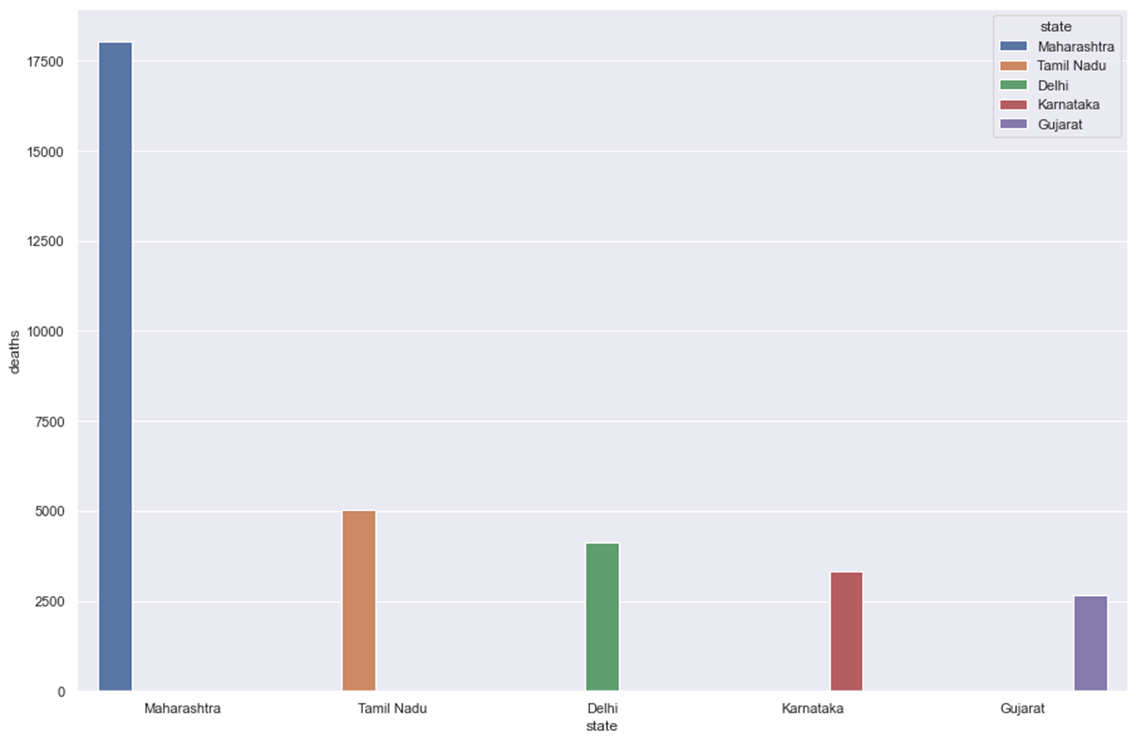 state
Maharashtra
Tamil Nadu
Delhi
Karnataka
Gujarat
17500
15000
12500
10000
7500
5000
2500
0
deaths
Maharashtra Tamil Nadu Delhi Karnataka Gujarat
state